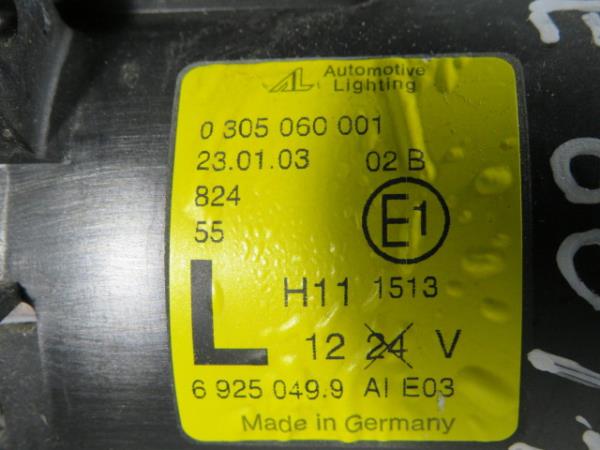 AL Automotive
Lighting
0 305 060 001
23.01.03 02 B
824
55
E1
L
H11 1513
12 24 V
6 925 049.9 AI E03
Made in Germany